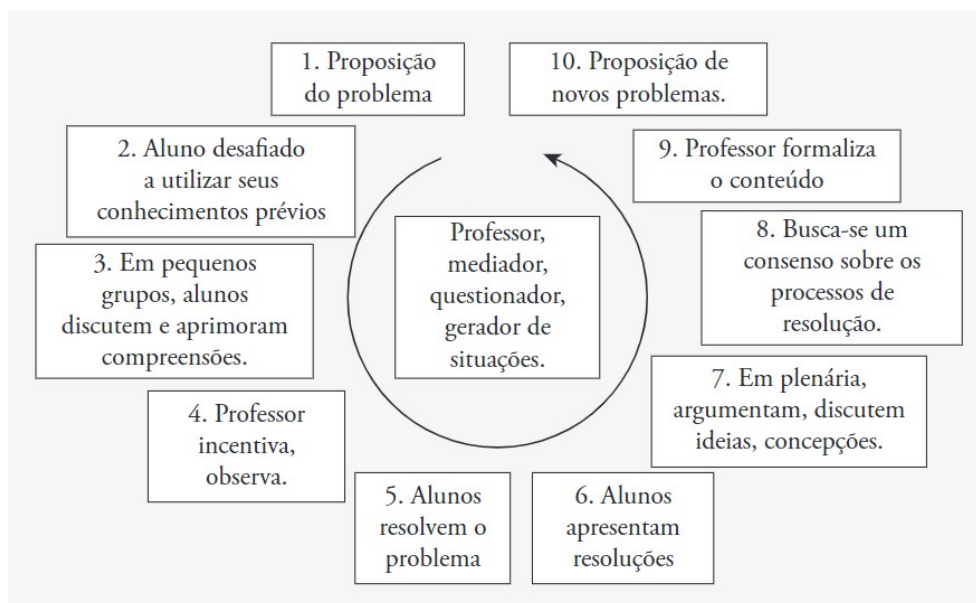 1. Proposição
do problema
2. Aluno desafiado
a utilizar seus
conhecimentos prévios
3. Em pequenos
grupos, alunos
discutem e aprimoram
compreensões.
4. Professor
incentiva,
observa.
5. Alunos
resolvem o
problema
6. Alunos
apresentam
resoluções
7. Em plenária,
argumentam, discutem
ideias, concepções.
8. Busca-se um
consenso sobre os
processos de
resolução.
9. Professor formaliza
o conteúdo
10. Proposição de
novos problemas.
Professor,
mediador,
questionador,
gerador de
situações.